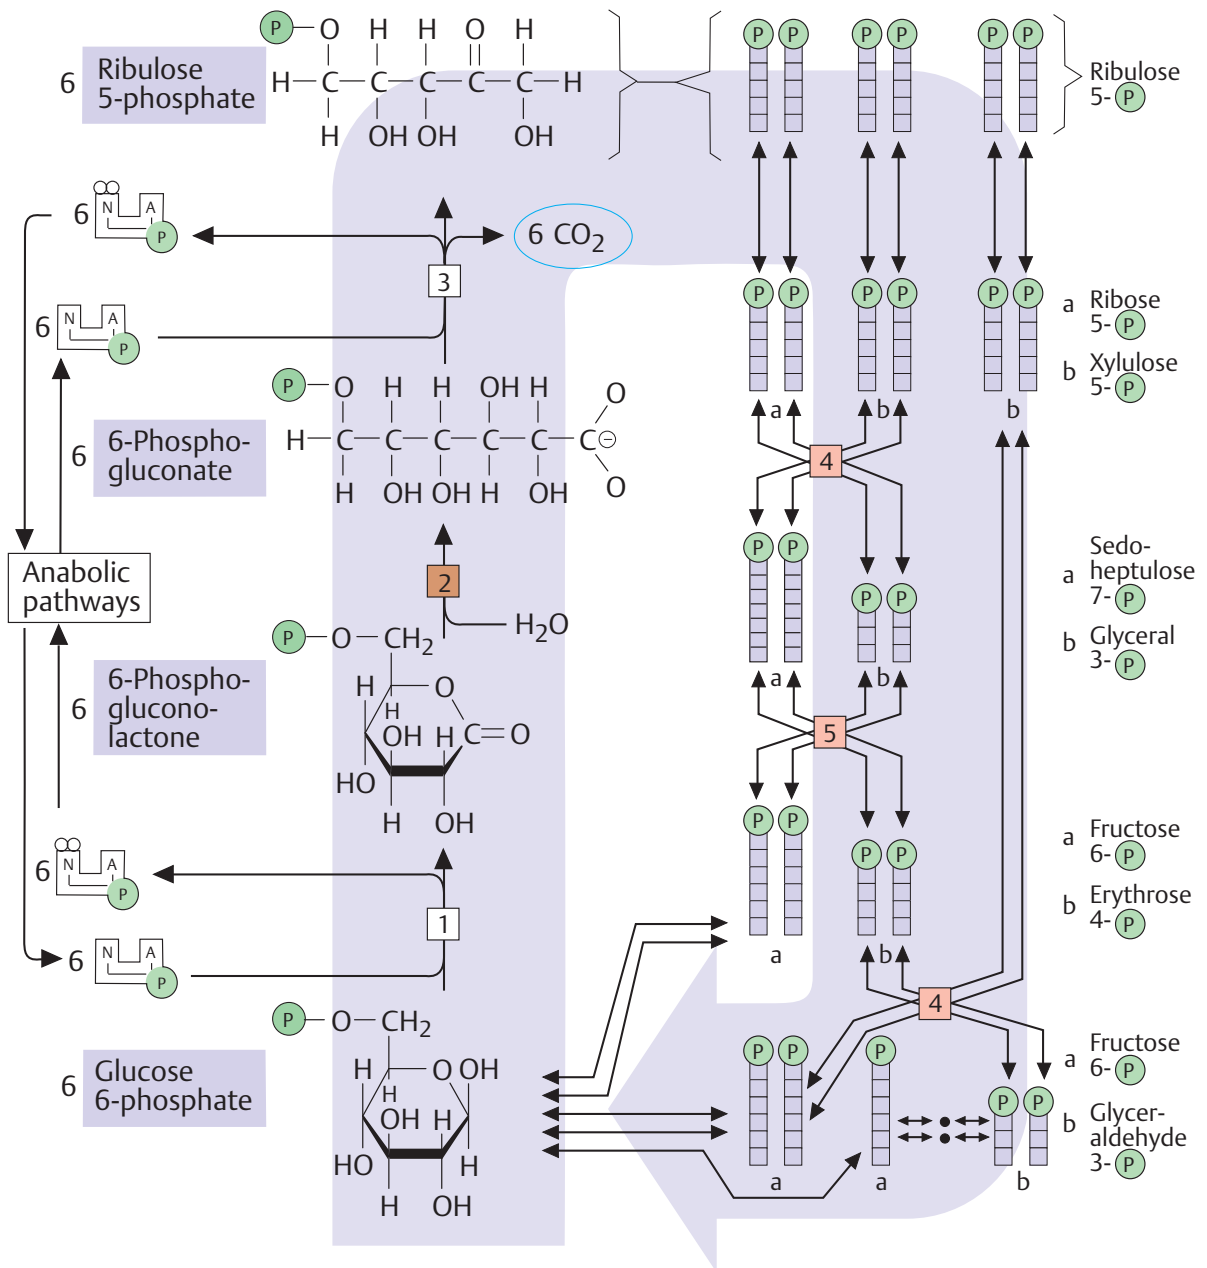 P O H H O H
6 Ribulose
5-phosphate
H C C C C C H
H OH OH OH
P P P P P P
Ribulose
5- P
6 N A P
6 CO2
3
6 N A P
P P P P P P
a Ribose
5- P
b Xylulose
5- P
a b b
P O H H OH H O
6 6-Phospho-
gluconate
H C C C C C C ⊖
H OH OH H OH O
4
Anabolic
pathways
2
H2O
P P
P P
a Sedo-
heptulose
7- P
b Glyceral
3- P
a b
6 6-Phospho-
glucono-
lactone
P O CH2
H O
H
OH H C O
HO
H OH
5
P P
P P
a Fructose
6- P
b Erythrose
4- P
a b
6 N A P
1
6 N A P
4
6 Glucose
6-phosphate
P O CH2
H O OH
H
OH H
HO H
H OH
P P P
P P
a Fructose
6- P
b Glycer-
aldehyde
3- P
a a b